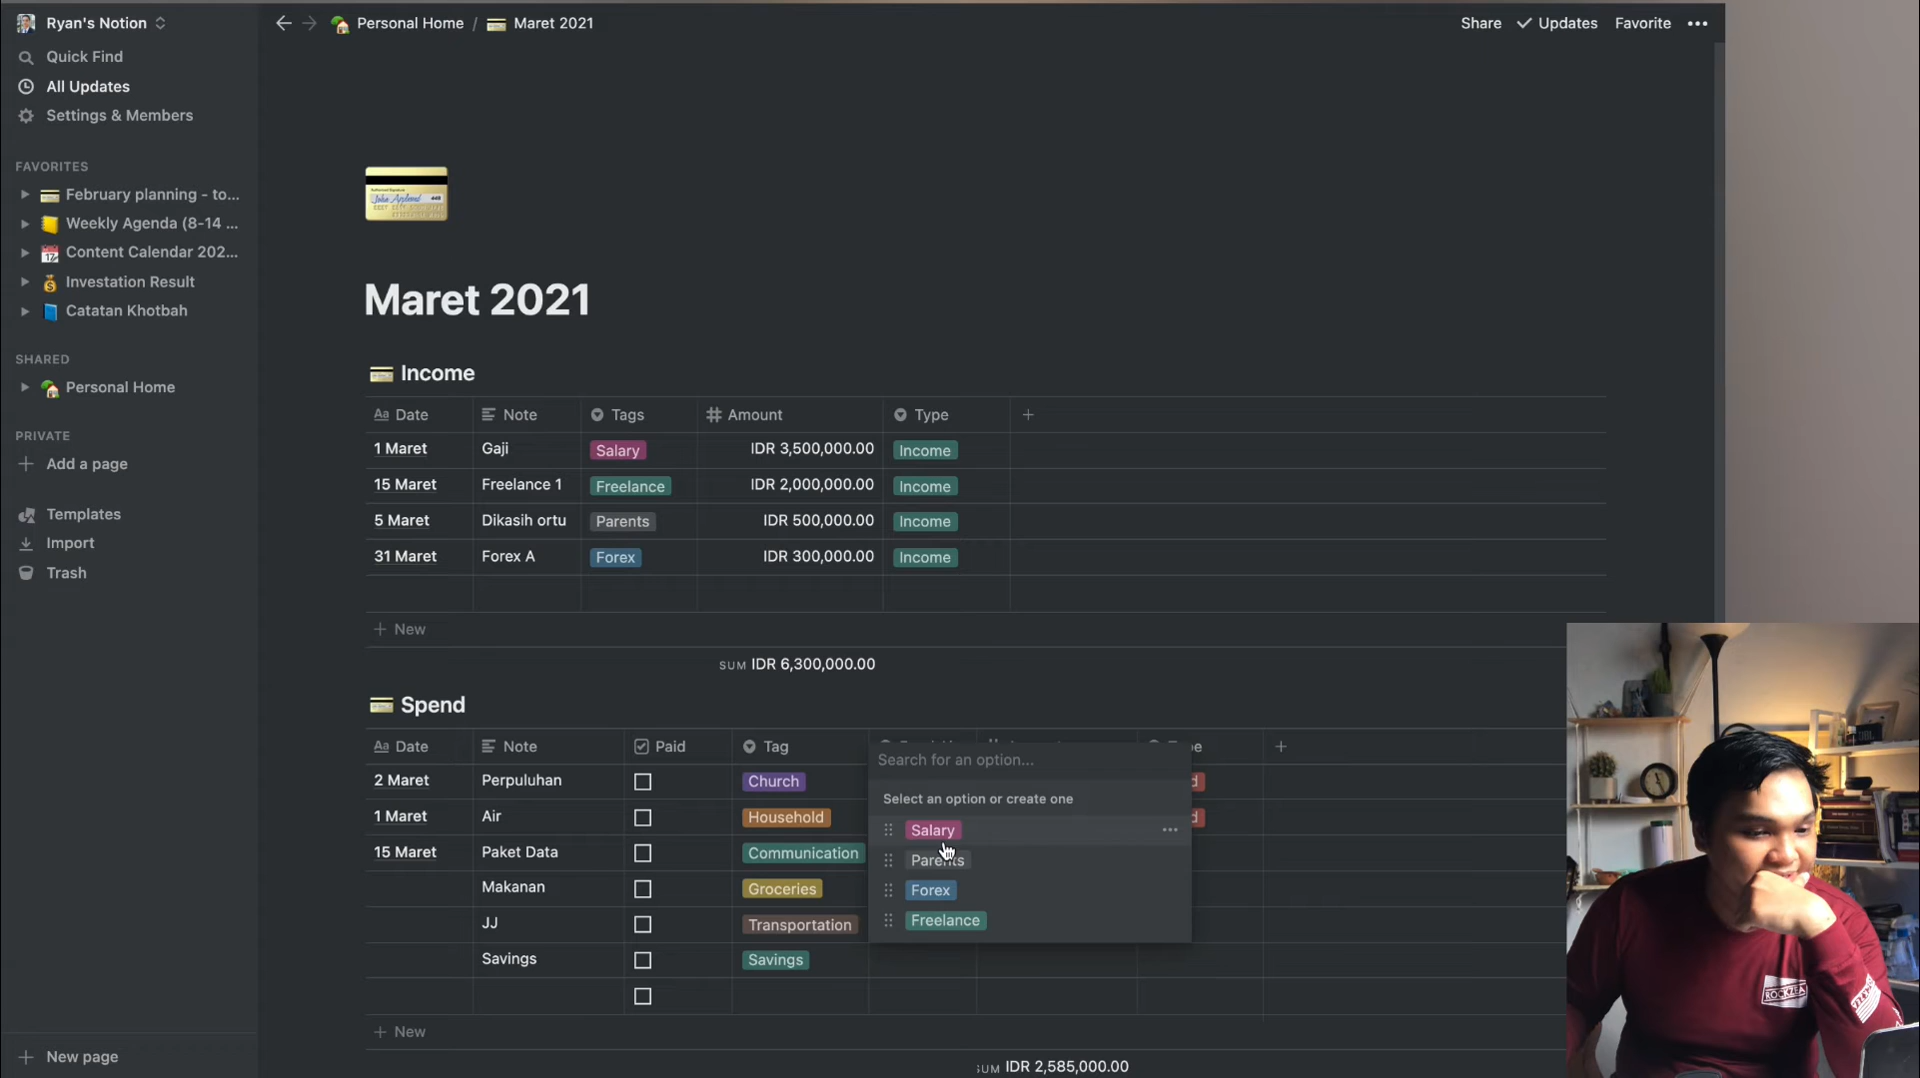 Ryan's Notion
Personal Home / Maret 2021
Share Updates Favorite
Quick Find
All Updates
Settings & Members
FAVORITES
February planning - to...
Weekly Agenda (8-14 ...
Content Calendar 202...
Investation Result
Catatan Khotbah
SHARED
Personal Home
PRIVATE
+ Add a page
Templates
Import
Trash
+ New page
Maret 2021
Income
Aa Date Note Tags # Amount Type +
1 Maret Gaji Salary IDR 3,500,000.00 Income
15 Maret Freelance 1 Freelance IDR 2,000,000.00 Income
5 Maret Dikasih ortu Parents IDR 500,000.00 Income
31 Maret Forex A Forex IDR 300,000.00 Income
+ New
SUM IDR 6,300,000.00
Spend
Aa Date Note Paid Tag +
2 Maret Perpuluhan Church
1 Maret Air Household
15 Maret Paket Data Communication
Makanan Groceries
JJ Transportation
Savings Savings
+ New
SUM IDR 2,585,000.00
Search for an option...
Select an option or create one
Salary
Parents
Forex
Freelance